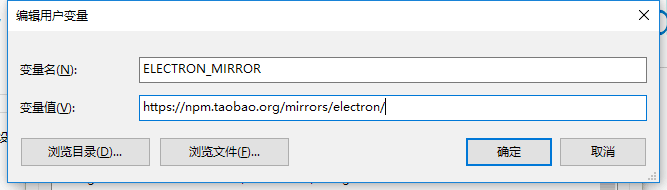 编辑用户变量
变量名(N):
ELECTRON_MIRROR
变量值(V):
https://npm.taobao.org/mirrors/electron/
浏览目录(D)...
浏览文件(F)...
确定
取消